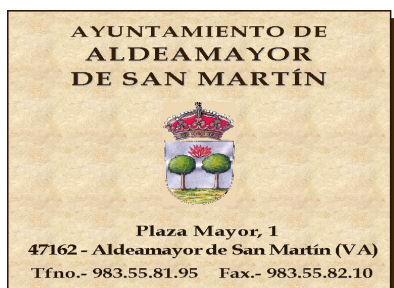 AYUNTAMIENTO DE
ALDEAMAYOR
DE SAN MARTÍN
Plaza Mayor, 1
47162 - Aldeamayor de San Martín (VA)
Tfno.- 983.55.81.95 Fax.- 983.55.82.10